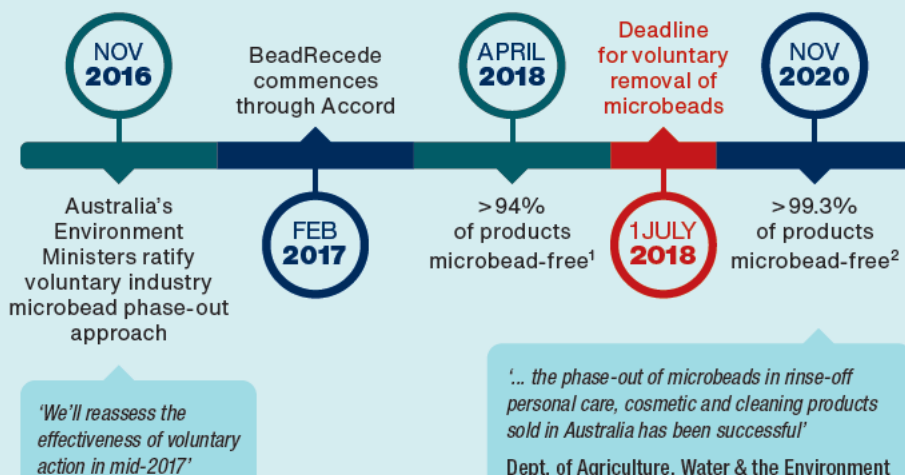 NOV
2016
Australia's
Environment
Ministers ratify
voluntary industry
microbead phase-out
approach
'We'll reassess the
effectiveness of voluntary
action in mid-2017'
BeadRecede
commences
through Accord
FEB
2017
APRIL
2018
>94%
of products
microbead-free¹
Deadline
for voluntary
removal of
microbeads
1JULY
2018
NOV
2020
>99.3%
of products
microbead-free²
'... the phase-out of microbeads in rinse-off
personal care, cosmetic and cleaning products
sold in Australia has been successful'
Dept. of Agriculture, Water & the Environment